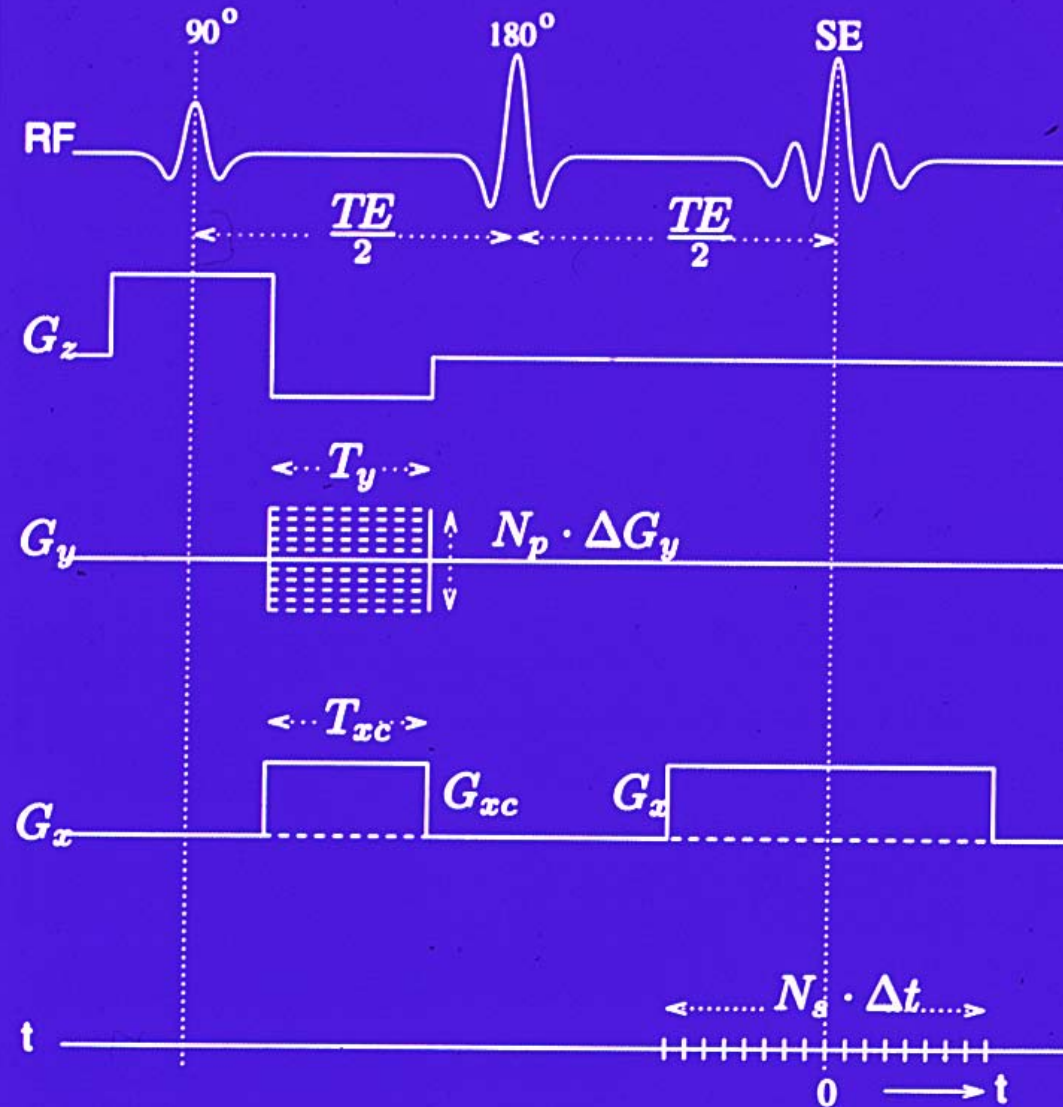 90° 180° SE
RF
TE/2 TE/2
G_z
T_y
G_y N_p · ΔG_y
T_xc
G_xc G_x
G_x
N_s · Δt
t
0 t